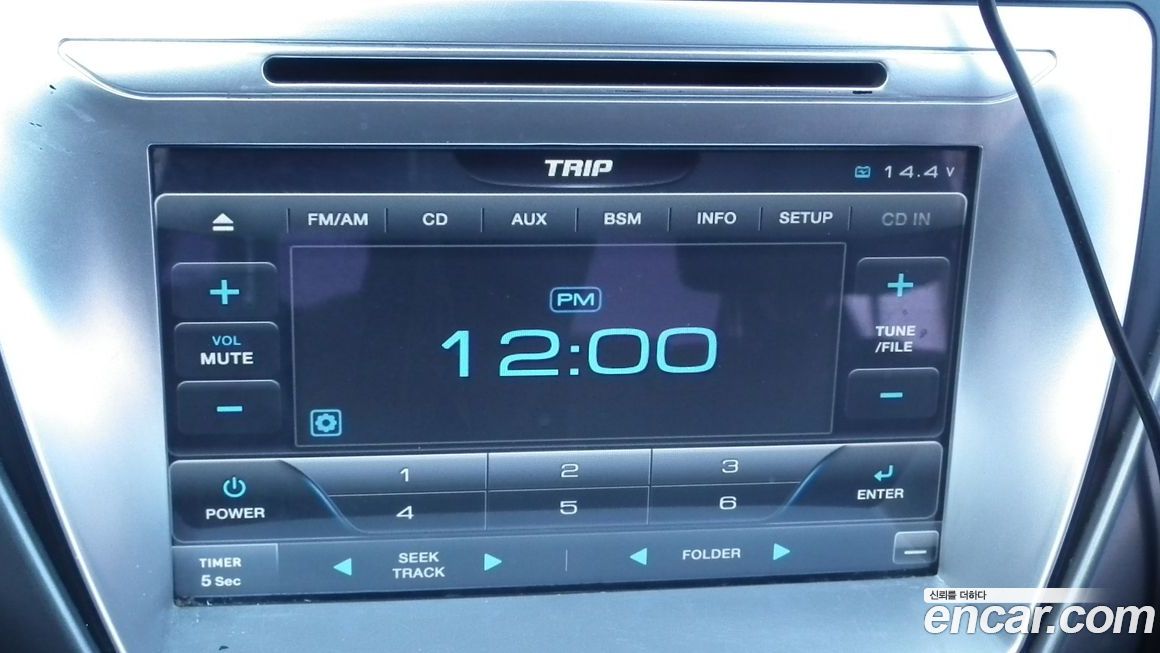 TRIP
14.4 V
FM/AM CD AUX BSM INFO SETUP CD IN
+
VOL
MUTE
−
PM
12:00
+
TUNE
/FILE
−
POWER
1 2 3
4 5 6
ENTER
TIMER
5 Sec
SEEK
TRACK
FOLDER
신뢰를 더하다
encar.com